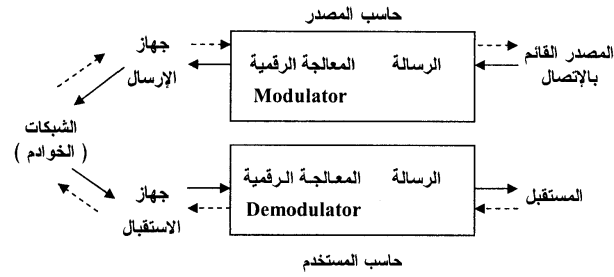 حاسب المصدر
المصدر القائم
بالإتصال
الرسالة المعالجة الرقمية
Modulator
جهاز
الإرسال
الشبكات
( الخوادم )
جهاز
الاستقبال
الرسالة المعالجة الرقمية
Demodulator
المستقبل
حاسب المستخدم